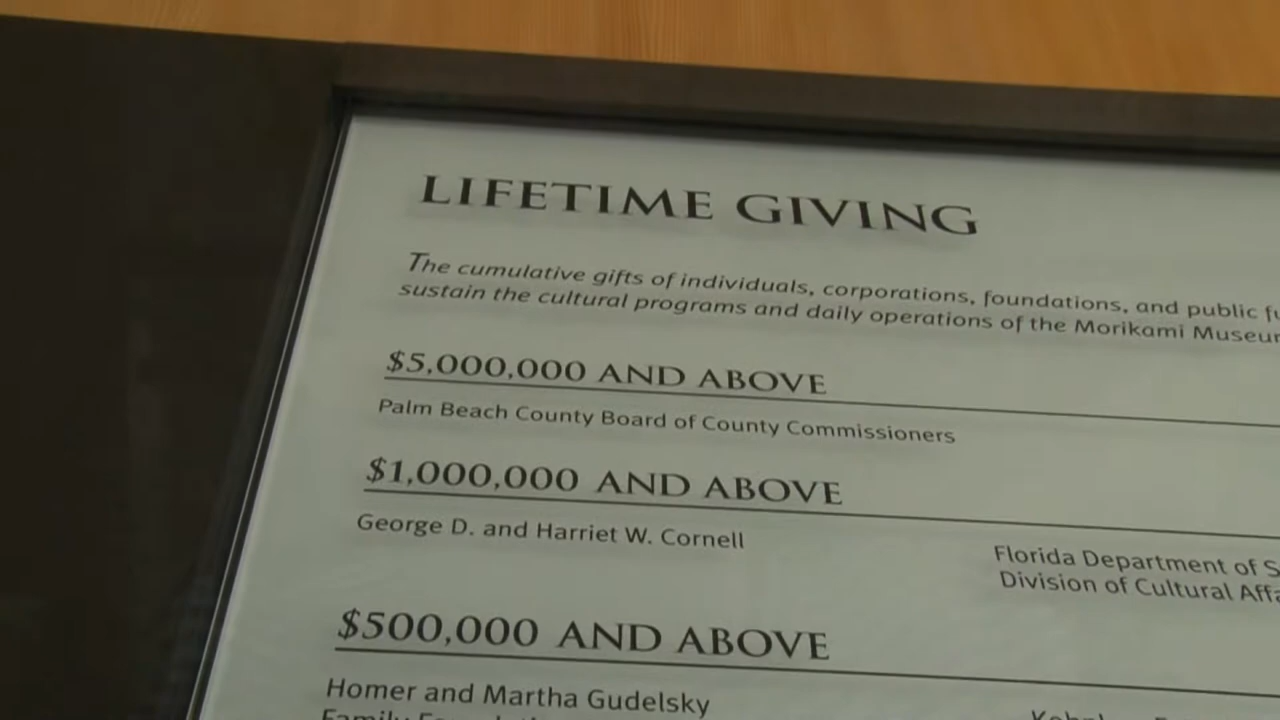 LIFETIME GIVING
The cumulative gifts of individuals, corporations, foundations, and public
sustain the cultural programs and daily operations of the Morikami
$5,000,000 AND ABOVE
Palm Beach County Board of County Commissioners
$1,000,000 AND ABOVE
George D. and Harriet W. Cornell
Florida Department of
Division of Cultural
$500,000 AND ABOVE
Homer and Martha Gudelsky
Family